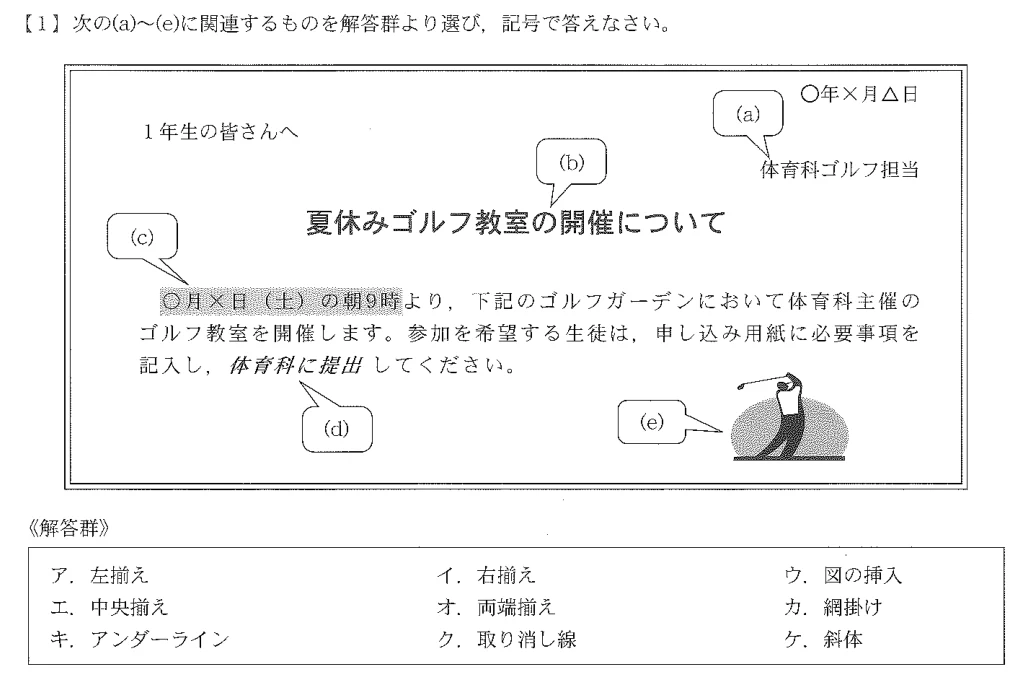 【１】次の(a)～(e)に関連するものを解答群より選び，記号で答えなさい。
〇年×月△日
(a)
１年生の皆さんへ
(b)
体育科ゴルフ担当
夏休みゴルフ教室の開催について
(c)
〇月×日（土）の朝9時より，下記のゴルフガーデンにおいて体育科主催の
ゴルフ教室を開催します。参加を希望する生徒は，申し込み用紙に必要事項を
記入し，体育科に提出 してください。
(d)
(e)
《解答群》
ア．左揃え イ．右揃え ウ．図の挿入
エ．中央揃え オ．両端揃え カ．網掛け
キ．アンダーライン ク．取り消し線 ケ．斜体